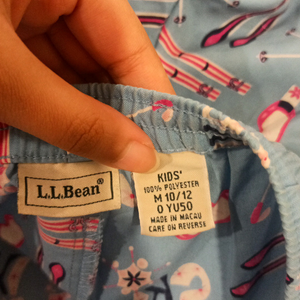 L.L.Bean®
KIDS'
100% POLYESTER
M 10/12
0 YU50
MADE IN MACAU
CARE ON REVERSE